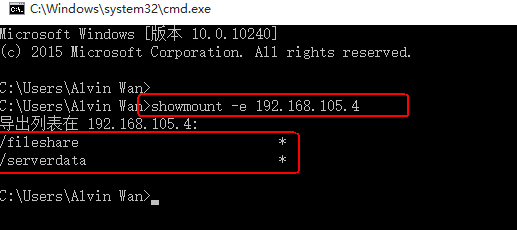 C:\Windows\system32\cmd.exe
Microsoft Windows [版本 10.0.10240]
(c) 2015 Microsoft Corporation. All rights reserved.
C:\Users\Alvin Wan>
C:\Users\Alvin Wan>showmount -e 192.168.105.4
导出列表在 192.168.105.4:
/fileshare *
/serverdata *
C:\Users\Alvin Wan>